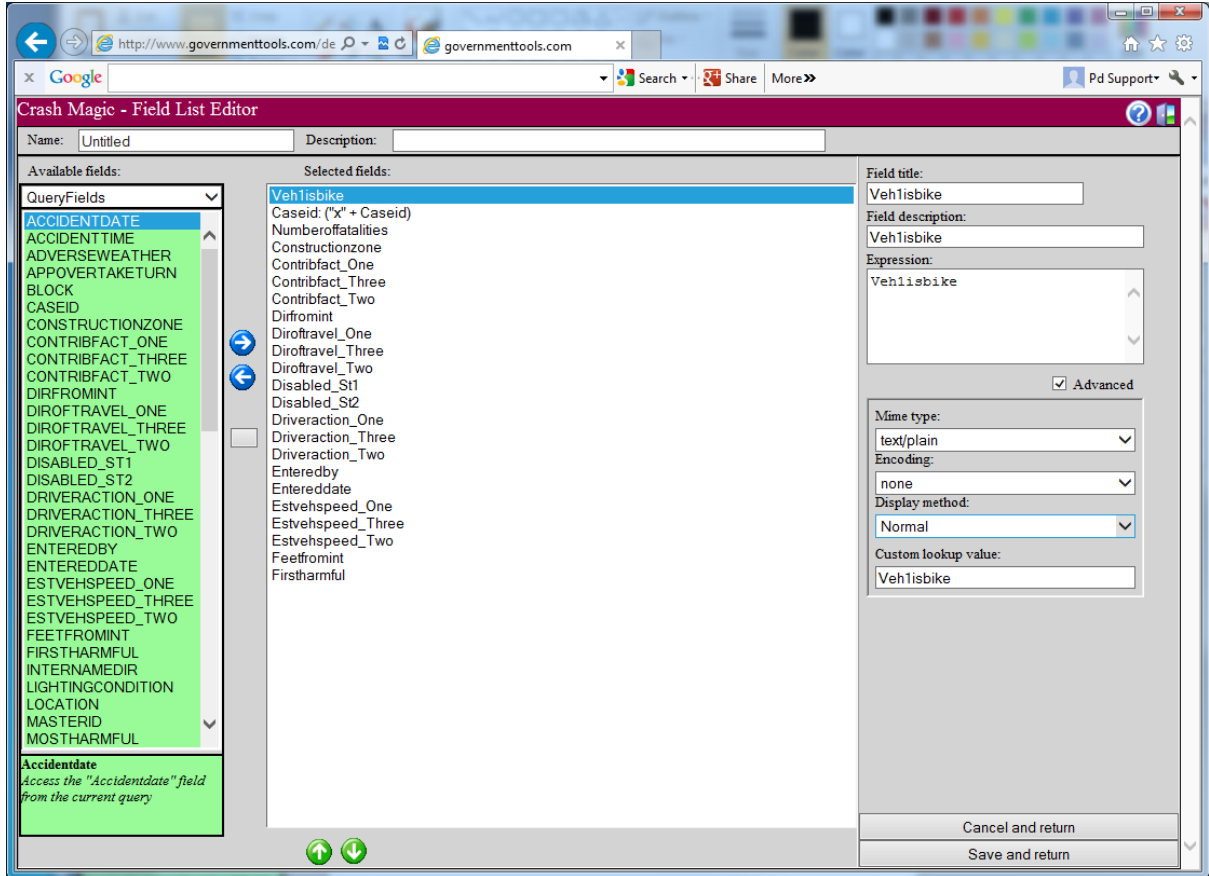 http://www.governmenttools.com/de
governmenttools.com
Google
Search
Share
More
Pd Support
Crash Magic - Field List Editor
Name:
Untitled
Description:
Available fields:
Selected fields:
QueryFields
ACCIDENTDATE
ACCIDENTTIME
ADVERSEWEATHER
APPOVERTAKETURN
BLOCK
CASEID
CONSTRUCTIONZONE
CONTRIBFACT_ONE
CONTRIBFACT_THREE
CONTRIBFACT_TWO
DIRFROMINT
DIROFTRAVEL_ONE
DIROFTRAVEL_THREE
DIROFTRAVEL_TWO
DISABLED_ST1
DISABLED_ST2
DRIVERACTION_ONE
DRIVERACTION_THREE
DRIVERACTION_TWO
ENTEREDBY
ENTEREDDATE
ESTVEHSPEED_ONE
ESTVEHSPEED_THREE
ESTVEHSPEED_TWO
FEETFROMINT
FIRSTHARMFUL
INTERNAMEDIR
LIGHTINGCONDITION
LOCATION
MASTERID
MOSTHARMFUL
Accidentdate
Access the "Accidentdate" field
from the current query
Veh1isbike
Caseid: ("x" + Caseid)
Numberoffatalities
Constructionzone
Contribfact_One
Contribfact_Three
Contribfact_Two
Dirfromint
Diroftravel_One
Diroftravel_Three
Diroftravel_Two
Disabled_St1
Disabled_St2
Driveraction_One
Driveraction_Three
Driveraction_Two
Enteredby
Entereddate
Estvehspeed_One
Estvehspeed_Three
Estvehspeed_Two
Feetfromint
Firstharmful
Field title:
Veh1isbike
Field description:
Veh1isbike
Expression:
Veh1isbike
Advanced
Mime type:
text/plain
Encoding:
none
Display method:
Normal
Custom lookup value:
Veh1isbike
Cancel and return
Save and return